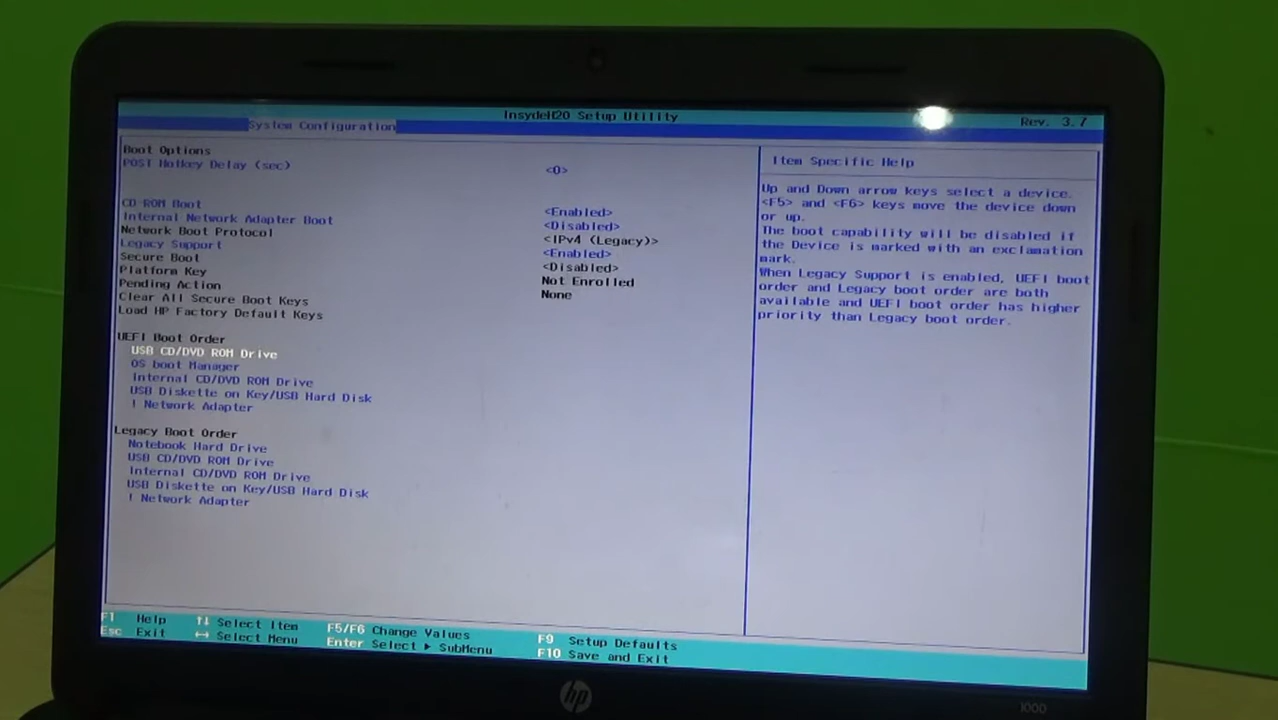 InsydeH20 Setup Utility
Rev. 3.7
System Configuration
Boot Options
POST Hotkey Delay (sec) <0>
CD-ROM Boot <Enabled>
Internal Network Adapter Boot <Disabled>
Network Boot Protocol <IPv4 (Legacy)>
Legacy Support <Enabled>
Secure Boot <Disabled>
Platform Key Not Enrolled
Pending Action None
Clear All Secure Boot Keys
Load HP Factory Default Keys
UEFI Boot Order
USB CD/DVD ROM Drive
OS boot Manager
Internal CD/DVD ROM Drive
USB Diskette on Key/USB Hard Disk
! Network Adapter
Legacy Boot Order
Notebook Hard Drive
USB CD/DVD ROM Drive
Internal CD/DVD ROM Drive
USB Diskette on Key/USB Hard Disk
! Network Adapter
Item Specific Help
Up and Down arrow keys select a device.
<F5> and <F6> keys move the device down
or up.
The boot capability will be disabled if
the Device is marked with an exclamation
mark.
When Legacy Support is enabled, UEFI boot
order and Legacy boot order are both
available and UEFI boot order has higher
priority than Legacy boot order.
F1 Help ↑↓ Select Item F5/F6 Change Values F9 Setup Defaults
Esc Exit ↔ Select Menu Enter Select ▶ SubMenu F10 Save and Exit
hp
1000